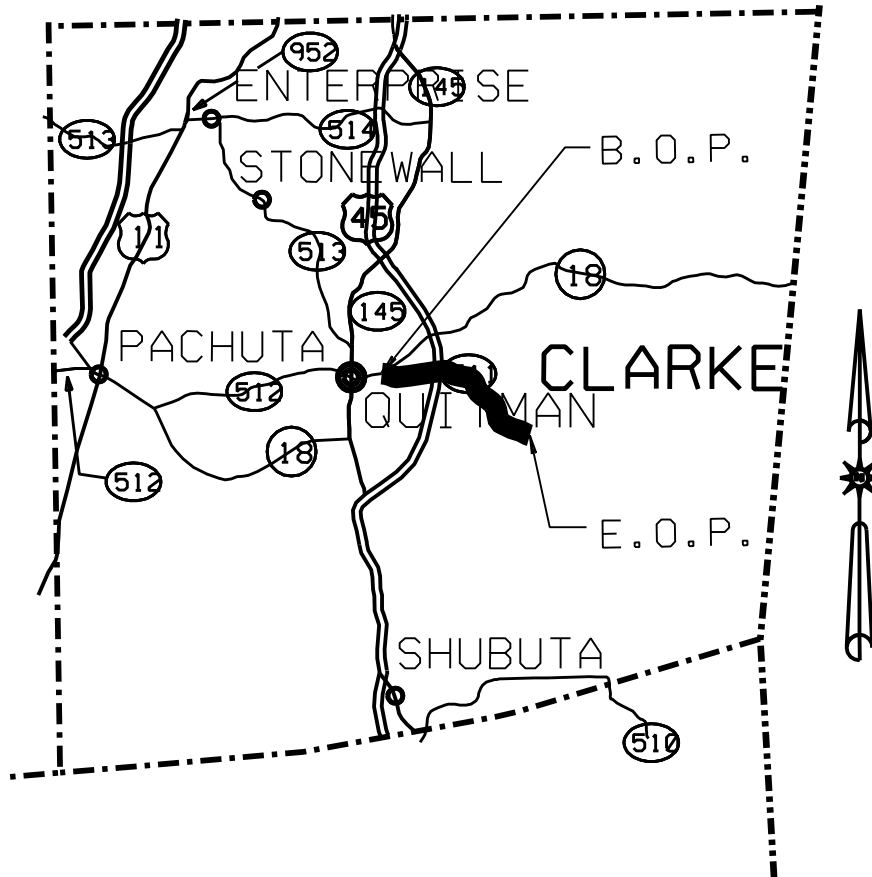 952
ENTERPRISE
145
513
514
B.O.P.
STONEWALL
45
11
513
18
145
PACHUTA
CLARKE
512
QUITMAN
18
512
E.O.P.
SHUBUTA
510